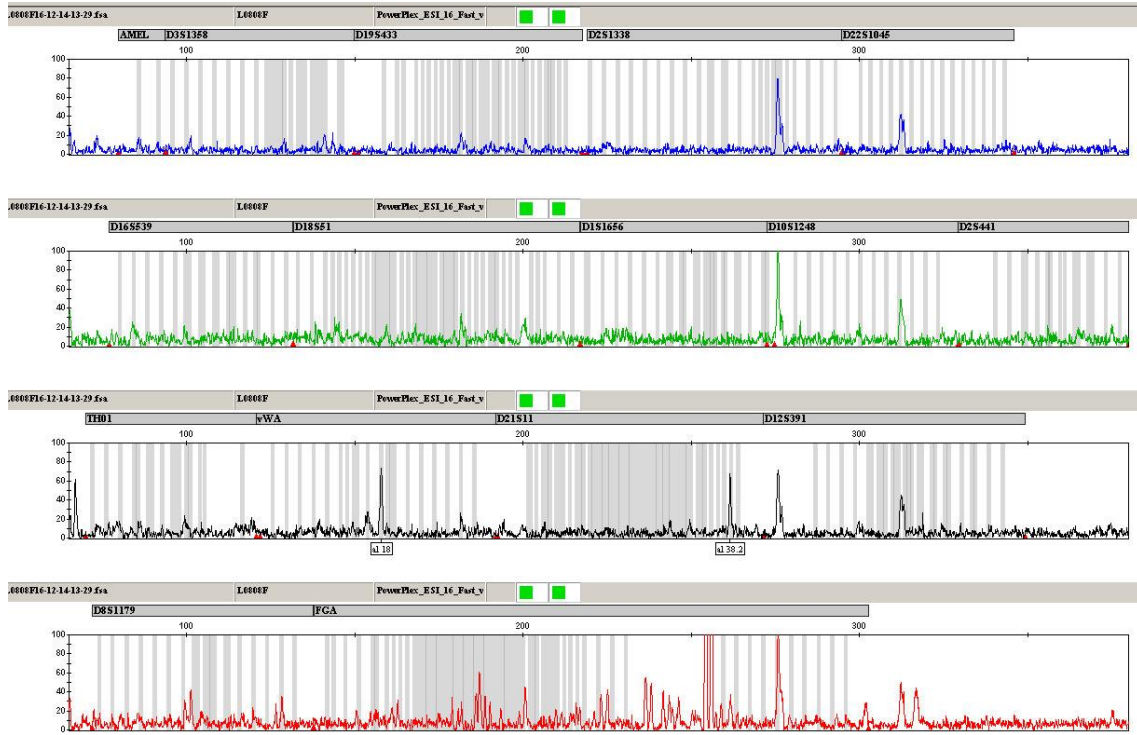 .0808F16-12-14-13-29.fsa L0808F PowerPlex_ESI_16_Fast_v
AMEL D3S1358 D19S433 D2S1338 D22S1045
100 200 300
100
80
60
40
20
0
.0808F16-12-14-13-29.fsa L0808F PowerPlex_ESI_16_Fast_v
D16S539 D18S51 D1S1656 D10S1248 D2S441
100 200 300
100
80
60
40
20
0
.0808F16-12-14-13-29.fsa L0808F PowerPlex_ESI_16_Fast_v
TH01 vWA D21S11 D12S391
100 200 300
100
80
60
40
20
0
al 18 al 38.2
.0808F16-12-14-13-29.fsa L0808F PowerPlex_ESI_16_Fast_v
D8S1179 FGA
100 200 300
100
80
60
40
20
0